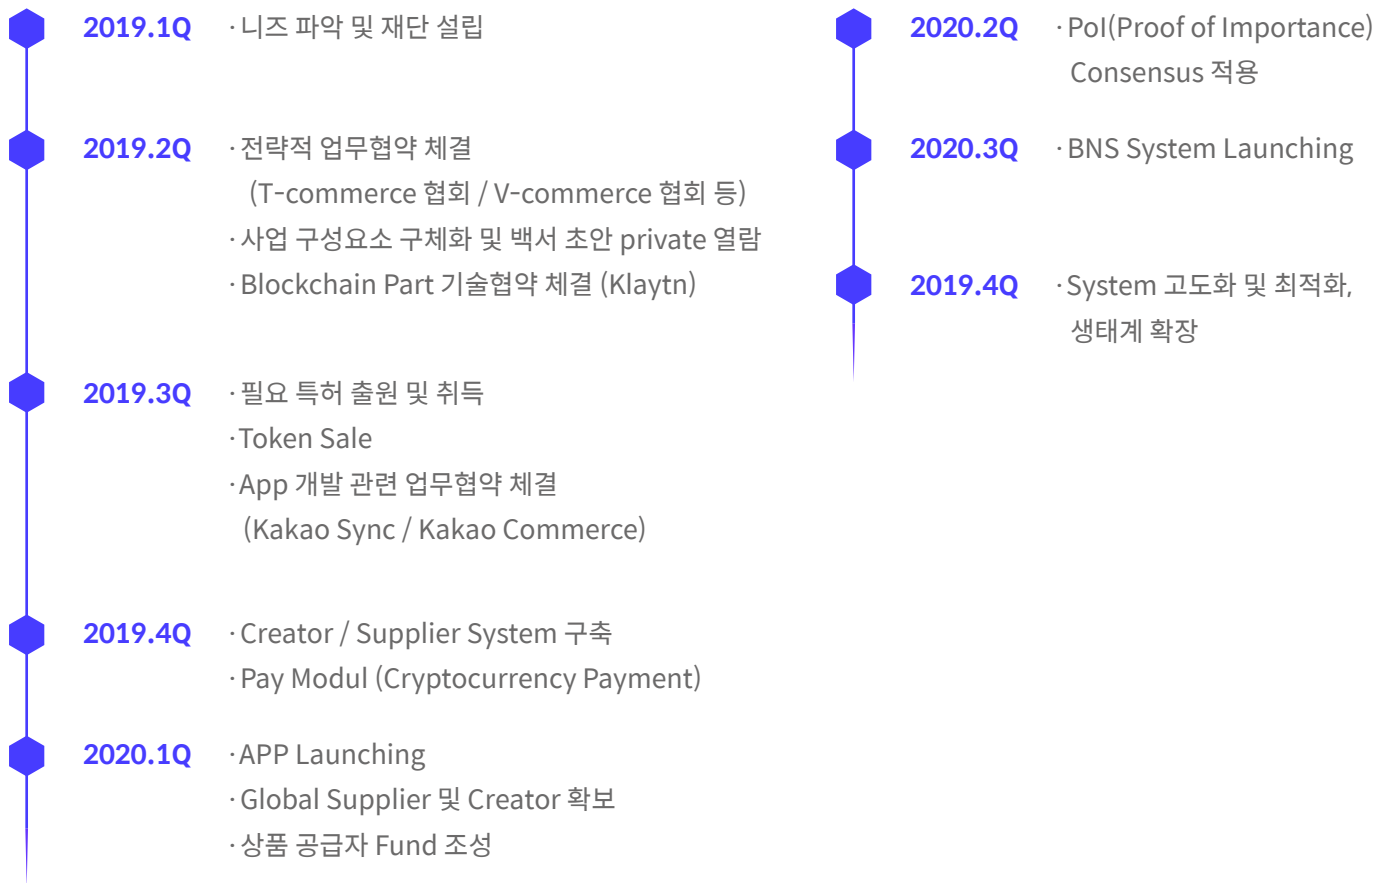 2019.1Q · 니즈 파악 및 재단 설립
2019.2Q · 전략적 업무협약 체결
(T-commerce 협회 / V-commerce 협회 등)
· 사업 구성요소 구체화 및 백서 초안 private 열람
· Blockchain Part 기술협약 체결 (Klaytn)
2019.3Q · 필요 특허 출원 및 취득
· Token Sale
· App 개발 관련 업무협약 체결
(Kakao Sync / Kakao Commerce)
2019.4Q · Creator / Supplier System 구축
· Pay Modul (Cryptocurrency Payment)
2020.1Q · APP Launching
· Global Supplier 및 Creator 확보
· 상품 공급자 Fund 조성
2020.2Q · PoI(Proof of Importance)
Consensus 적용
2020.3Q · BNS System Launching
2019.4Q · System 고도화 및 최적화,
생태계 확장